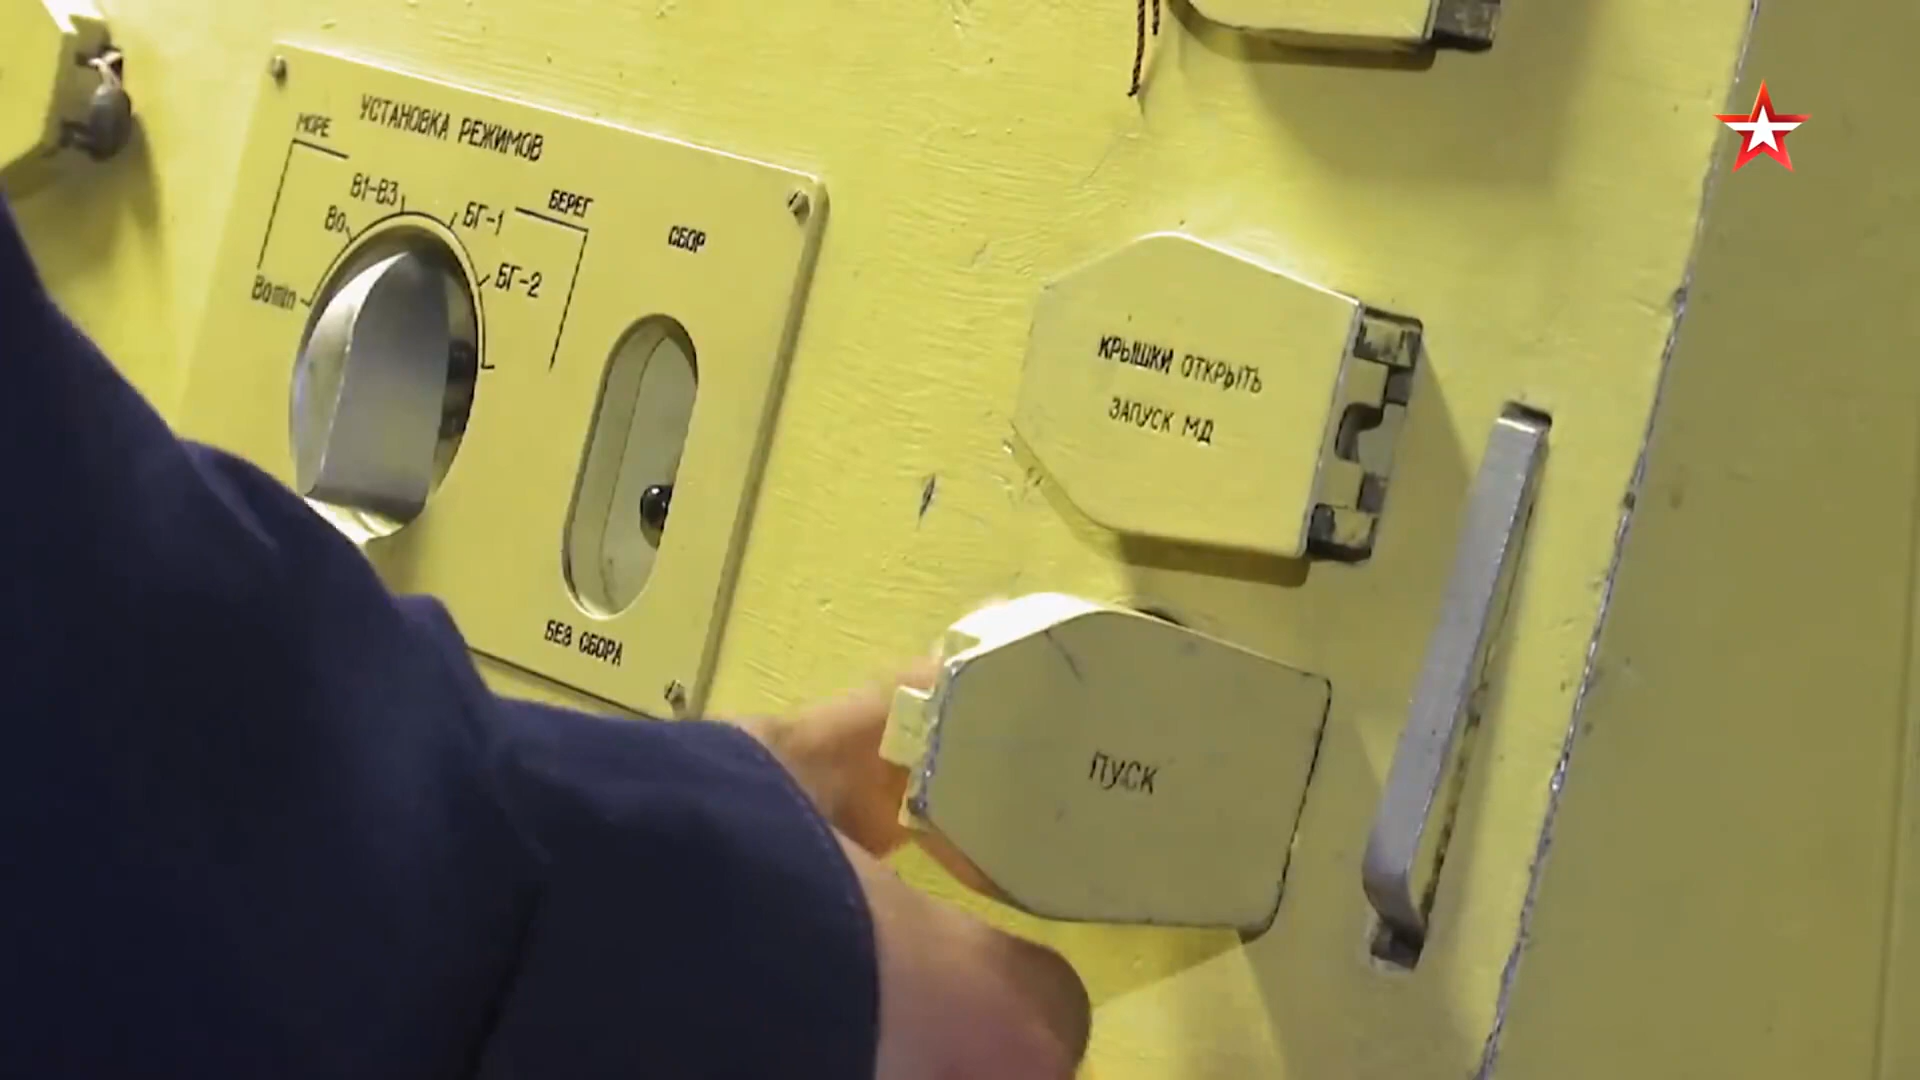 УСТАНОВКА РЕЖИМОВ
МОРЕ
БЕРЕГ
В1-В3
Во
Воmin
БГ-1
БГ-2
СБОР
БЕЗ СБОРА
КРЫШКИ ОТКРЫТЬ
ЗАПУСК МД
ПУСК